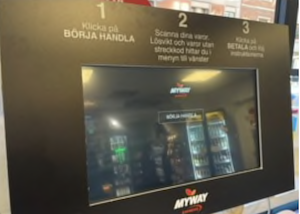 1
Klicka på
BÖRJA HANDLA
2
Scanna dina varor.
Lösvikt och varor utan
streckkod hittar du i
menyn till vänster
3
Klicka på
BETALA och följ
instruktionerna
MYWAY
BÖRJA HANDLA
MYWAY